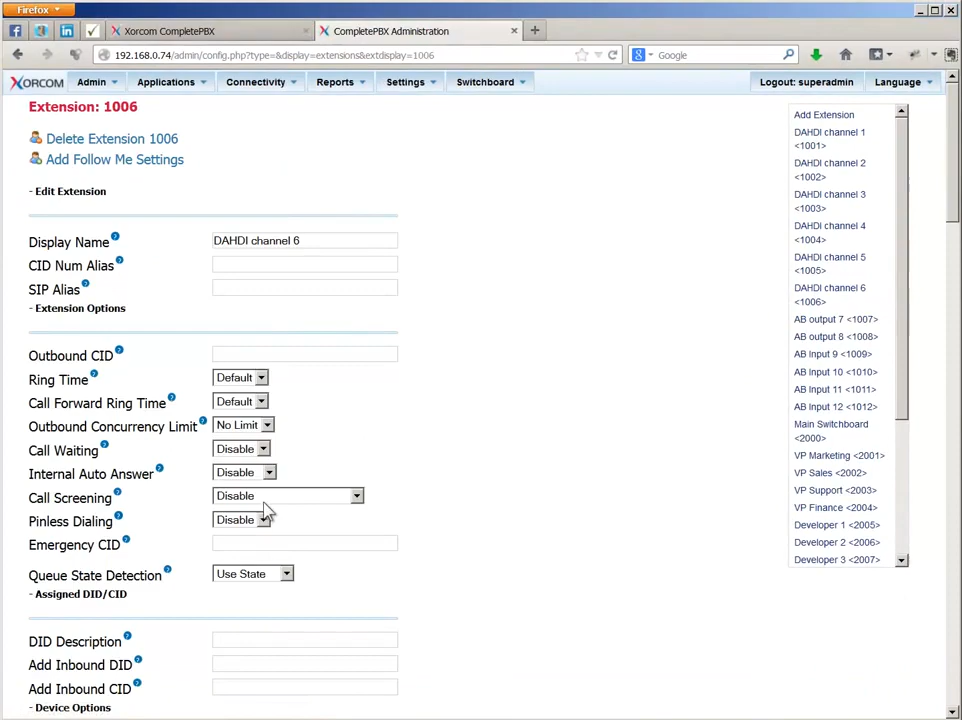 Firefox
Xorcom CompletePBX
CompletePBX Administration
192.168.0.74/admin/config.php?type=&display=extensions&extdisplay=1006
Google
XORCOM
Admin
Applications
Connectivity
Reports
Settings
Switchboard
Logout: superadmin
Language
Extension: 1006
Delete Extension 1006
Add Follow Me Settings
- Edit Extension
Display Name
DAHDI channel 6
CID Num Alias
SIP Alias
- Extension Options
Outbound CID
Ring Time
Default
Call Forward Ring Time
Default
Outbound Concurrency Limit
No Limit
Call Waiting
Disable
Internal Auto Answer
Disable
Call Screening
Disable
Pinless Dialing
Disable
Emergency CID
Queue State Detection
Use State
- Assigned DID/CID
DID Description
Add Inbound DID
Add Inbound CID
- Device Options
Add Extension
DAHDI channel 1
<1001>
DAHDI channel 2
<1002>
DAHDI channel 3
<1003>
DAHDI channel 4
<1004>
DAHDI channel 5
<1005>
DAHDI channel 6
<1006>
AB output 7 <1007>
AB output 8 <1008>
AB Input 9 <1009>
AB Input 10 <1010>
AB Input 11 <1011>
AB Input 12 <1012>
Main Switchboard
<2000>
VP Marketing <2001>
VP Sales <2002>
VP Support <2003>
VP Finance <2004>
Developer 1 <2005>
Developer 2 <2006>
Developer 3 <2007>